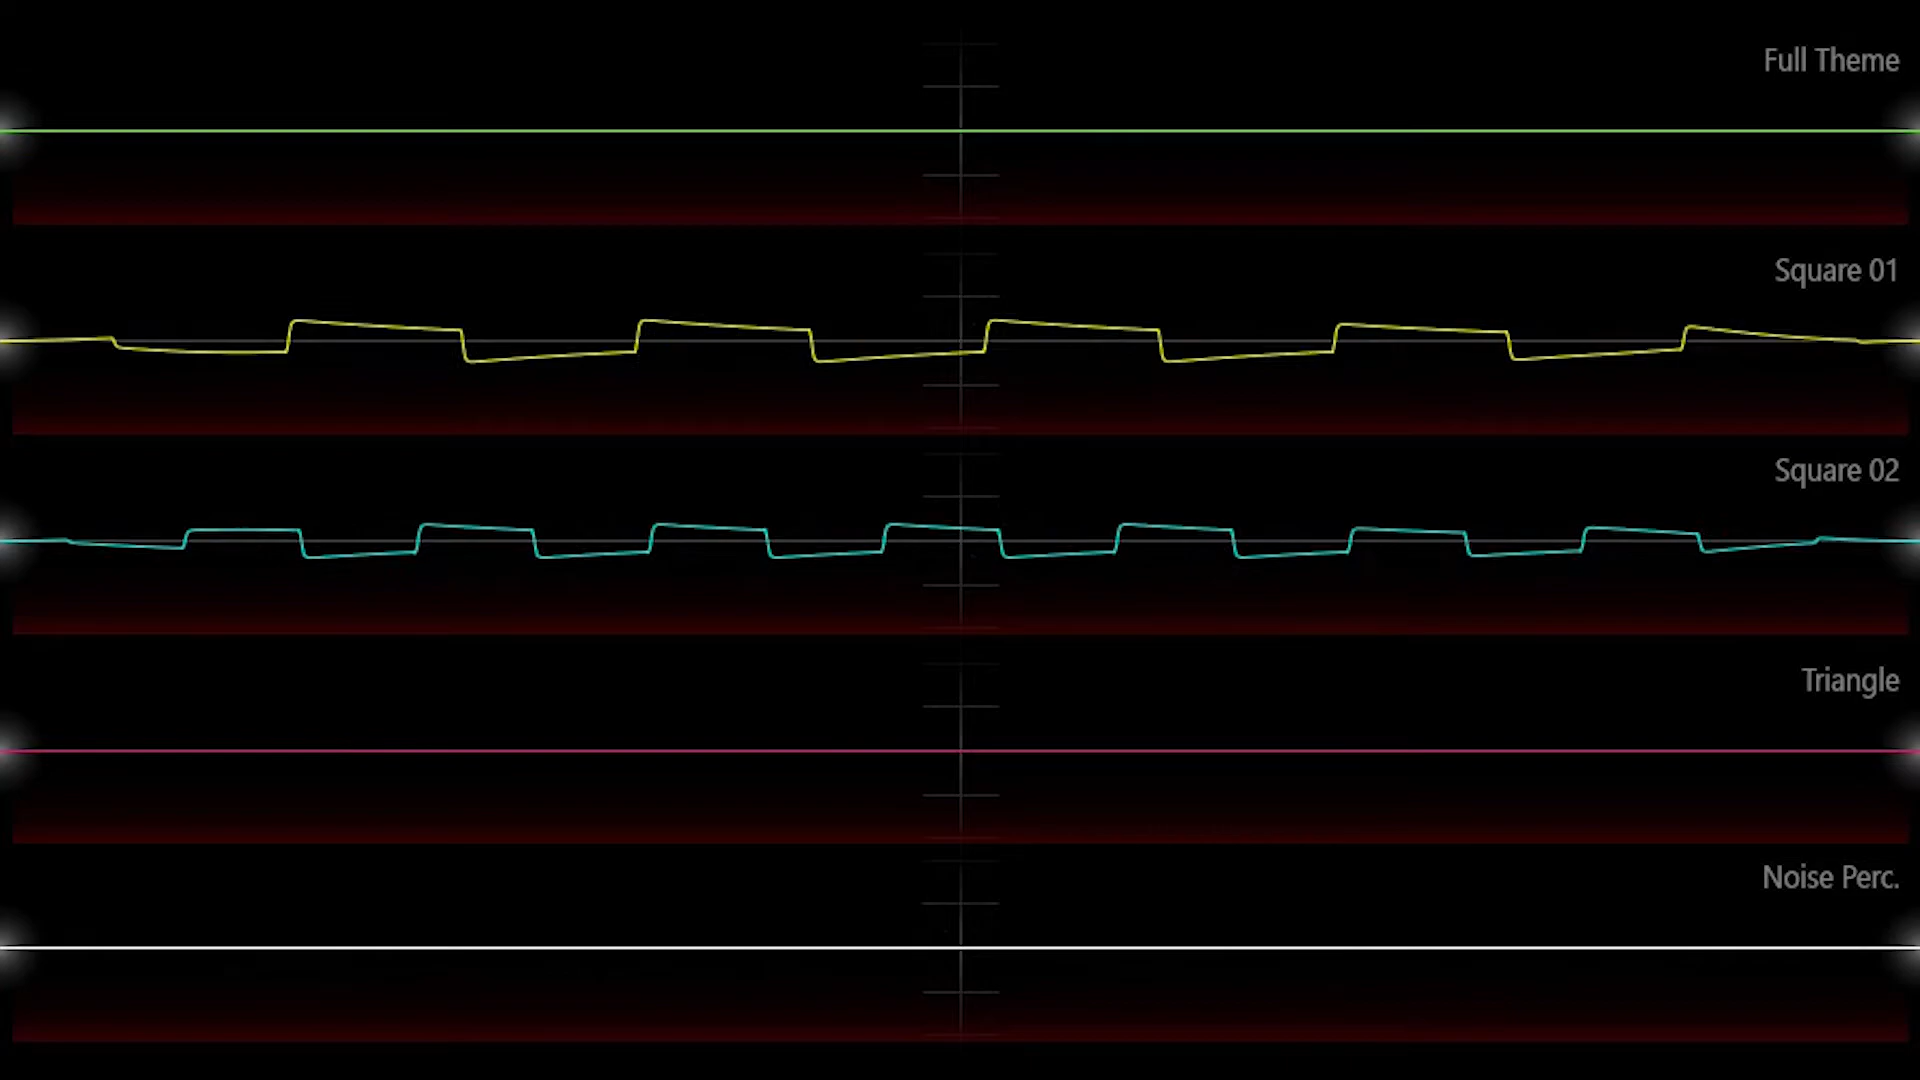 Full Theme
Square 01
Square 02
Triangle
Noise Perc.